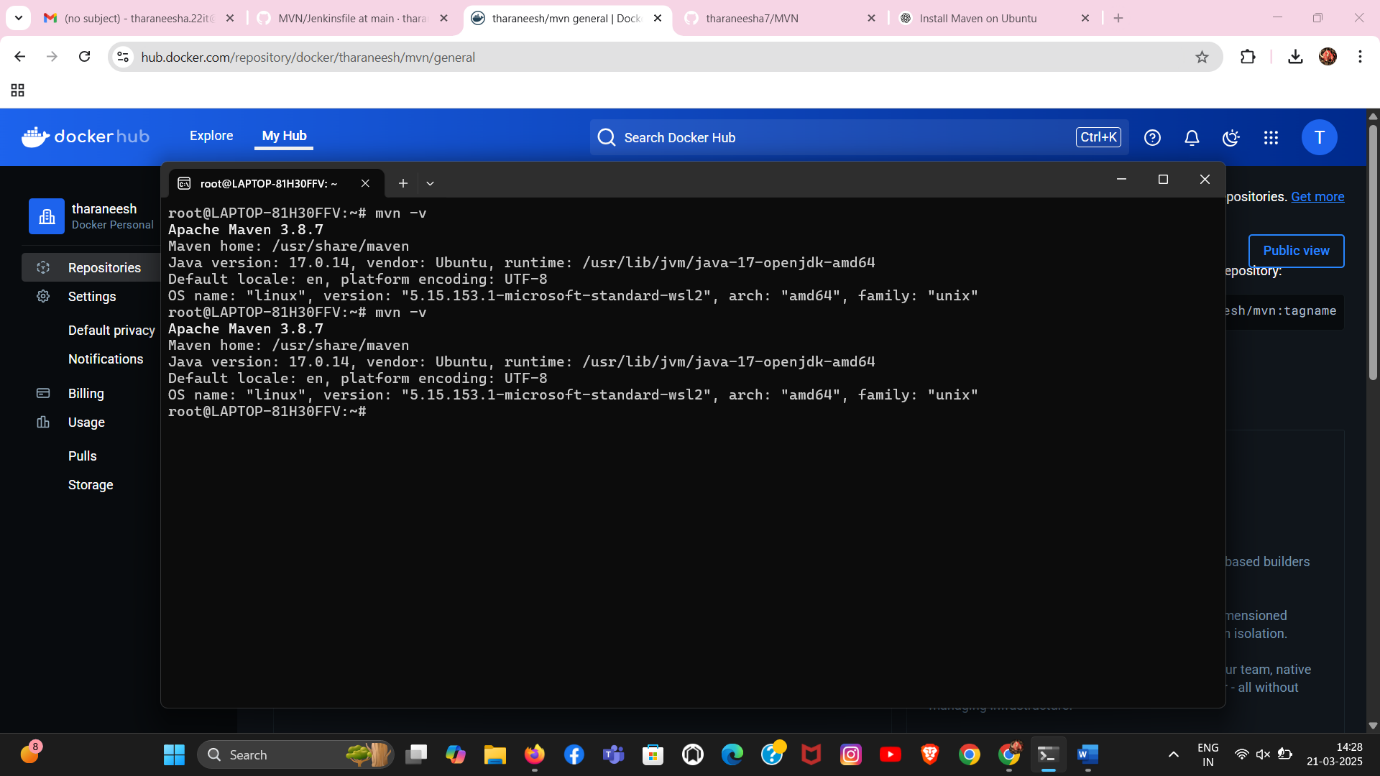 (no subject) - tharaneesha.22it@
MVN/Jenkinsfile at main · thara
tharaneesh/mvn general | Dock
tharaneesha7/MVN
Install Maven on Ubuntu
hub.docker.com/repository/docker/tharaneesh/mvn/general
docker hub
Explore
My Hub
Search Docker Hub
Ctrl+K
T
tharaneesh
Docker Personal
Repositories
Settings
Default privacy
Notifications
Billing
Usage
Pulls
Storage
root@LAPTOP-81H30FFV: ~
root@LAPTOP-81H30FFV:~# mvn -v
Apache Maven 3.8.7
Maven home: /usr/share/maven
Java version: 17.0.14, vendor: Ubuntu, runtime: /usr/lib/jvm/java-17-openjdk-amd64
Default locale: en, platform encoding: UTF-8
OS name: "linux", version: "5.15.153.1-microsoft-standard-wsl2", arch: "amd64", family: "unix"
root@LAPTOP-81H30FFV:~# mvn -v
Apache Maven 3.8.7
Maven home: /usr/share/maven
Java version: 17.0.14, vendor: Ubuntu, runtime: /usr/lib/jvm/java-17-openjdk-amd64
Default locale: en, platform encoding: UTF-8
OS name: "linux", version: "5.15.153.1-microsoft-standard-wsl2", arch: "amd64", family: "unix"
root@LAPTOP-81H30FFV:~#
positories. Get more
Public view
epository:
esh/mvn:tagname
based builders
mensioned
n isolation.
ur team, native
- all without
8
Search
ENG
IN
14:28
21-03-2025